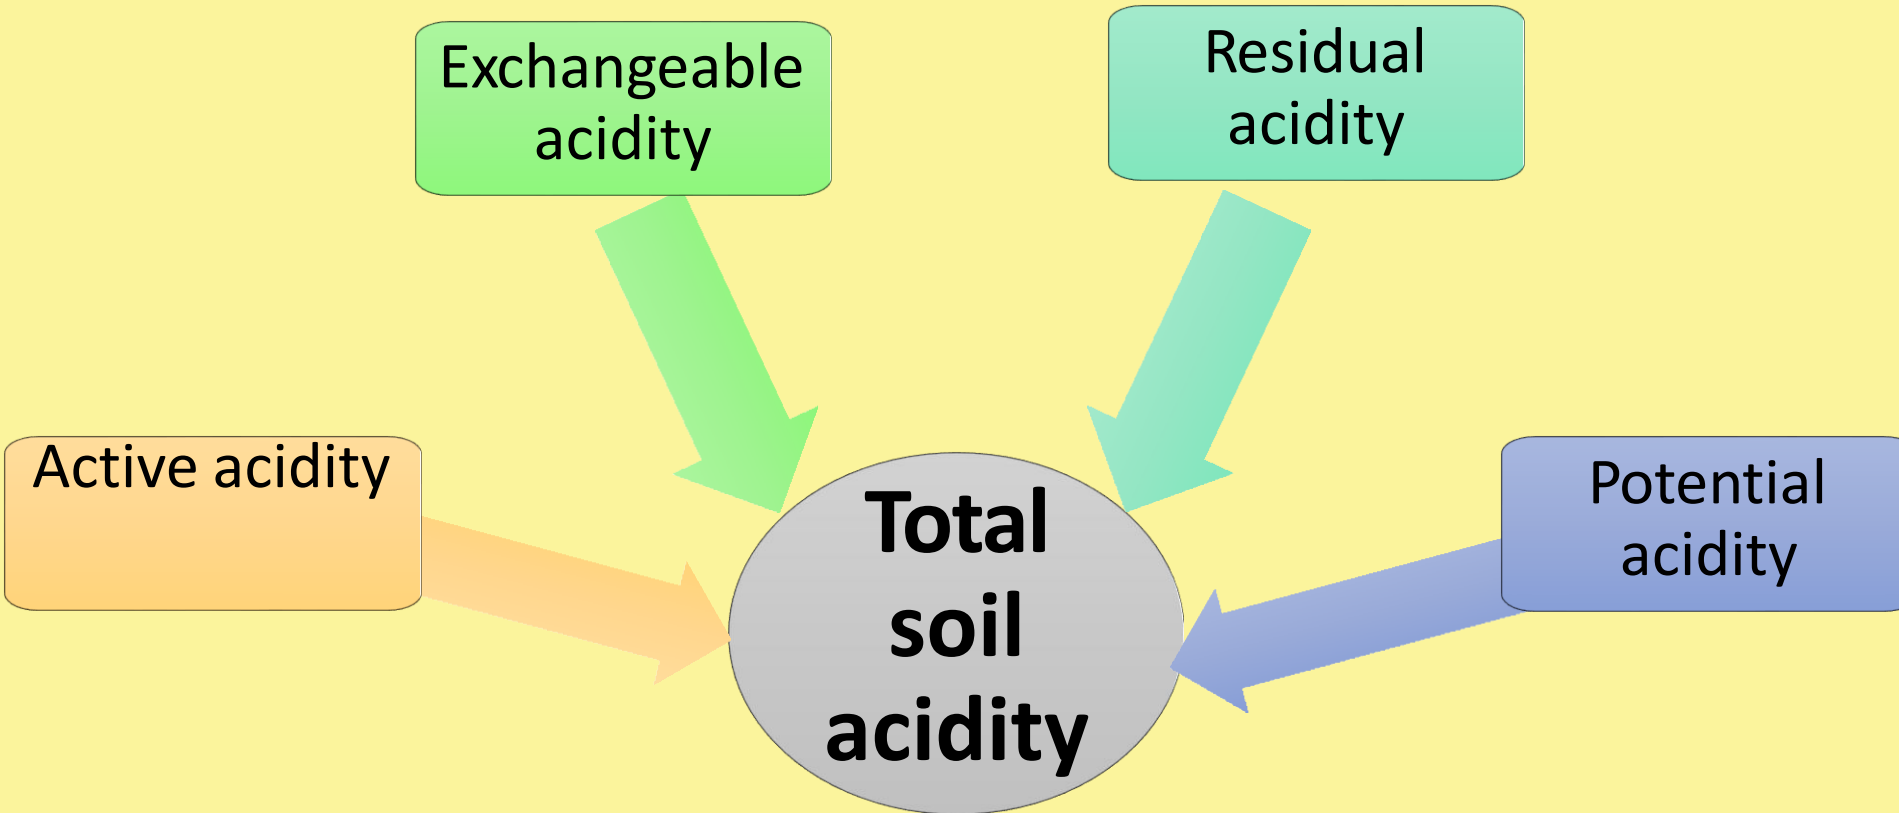 Exchangeable
acidity
Residual
acidity
Active acidity
Potential
acidity
Total
soil
acidity